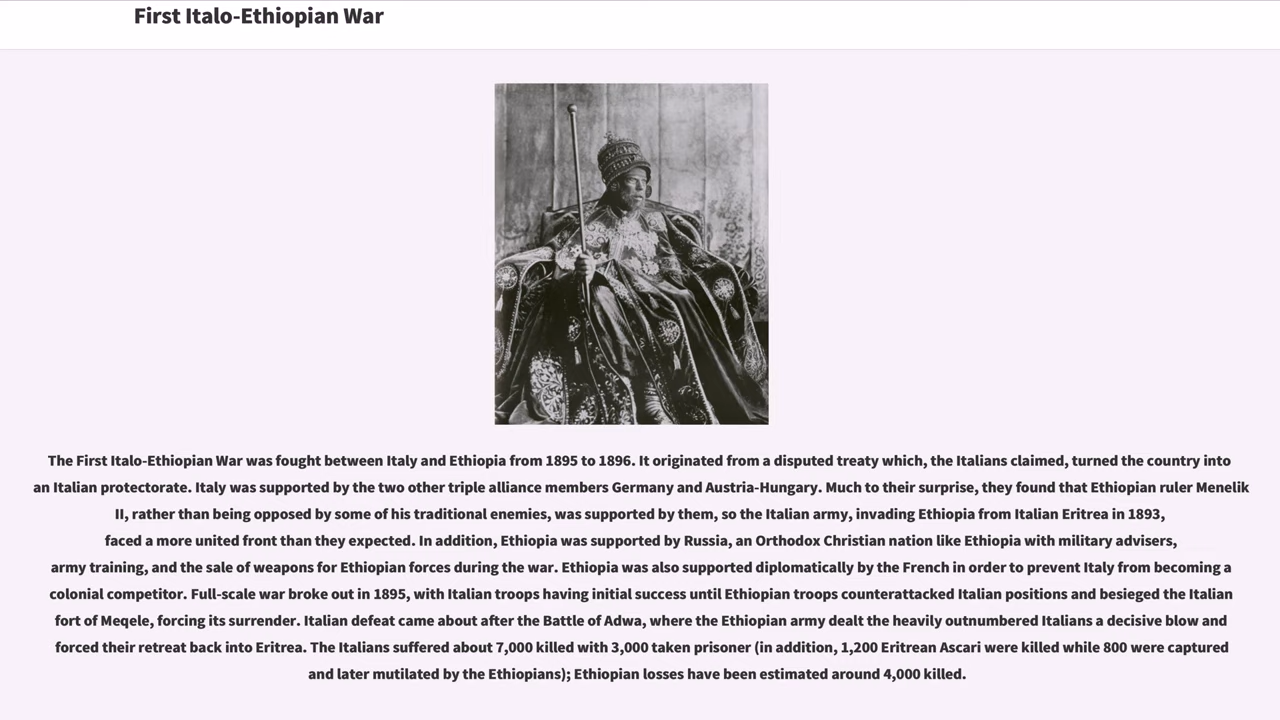 First Italo-Ethiopian War
The First Italo-Ethiopian War was fought between Italy and Ethiopia from 1895 to 1896. It originated from a disputed treaty which, the Italians claimed, turned the country into
an Italian protectorate. Italy was supported by the two other triple alliance members Germany and Austria-Hungary. Much to their surprise, they found that Ethiopian ruler Menelik
II, rather than being opposed by some of his traditional enemies, was supported by them, so the Italian army, invading Ethiopia from Italian Eritrea in 1893,
faced a more united front than they expected. In addition, Ethiopia was supported by Russia, an Orthodox Christian nation like Ethiopia with military advisers,
army training, and the sale of weapons for Ethiopian forces during the war. Ethiopia was also supported diplomatically by the French in order to prevent Italy from becoming a
colonial competitor. Full-scale war broke out in 1895, with Italian troops having initial success until Ethiopian troops counterattacked Italian positions and besieged the Italian
fort of Meqele, forcing its surrender. Italian defeat came about after the Battle of Adwa, where the Ethiopian army dealt the heavily outnumbered Italians a decisive blow and
forced their retreat back into Eritrea. The Italians suffered about 7,000 killed with 3,000 taken prisoner (in addition, 1,200 Eritrean Ascari were killed while 800 were captured
and later mutilated by the Ethiopians); Ethiopian losses have been estimated around 4,000 killed.